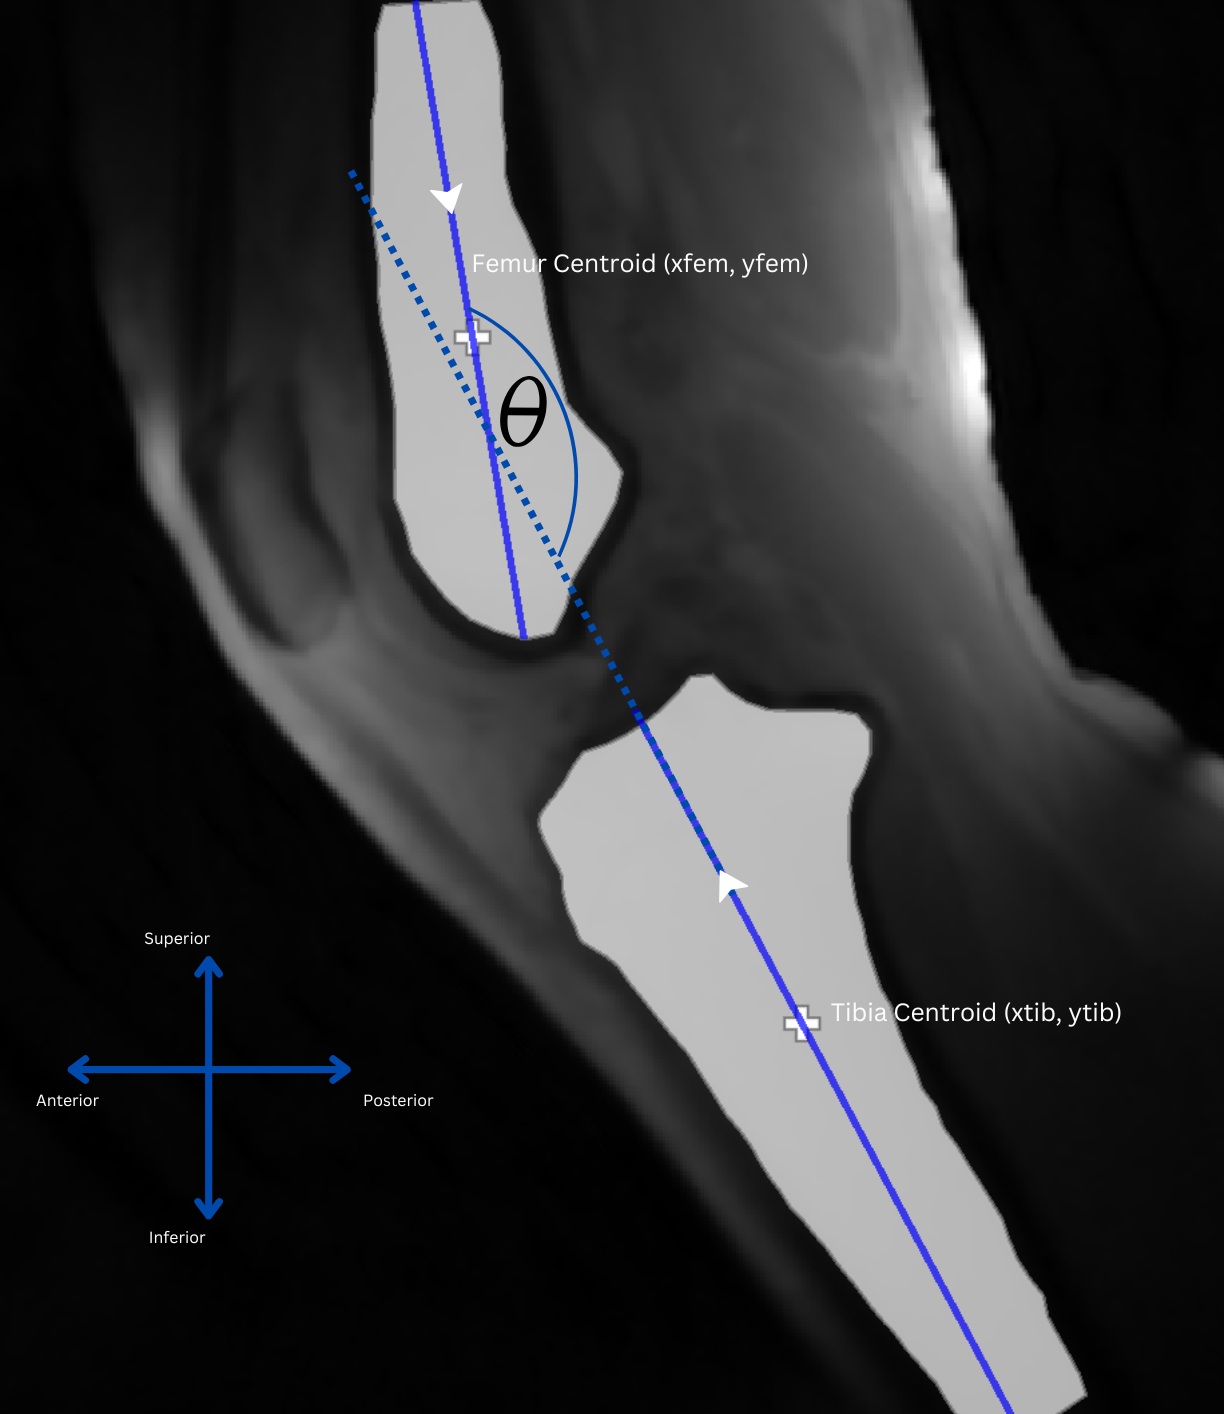 Femur Centroid (xfem, yfem)
θ
Superior
Tibia Centroid (xtib, ytib)
Anterior
Posterior
Inferior